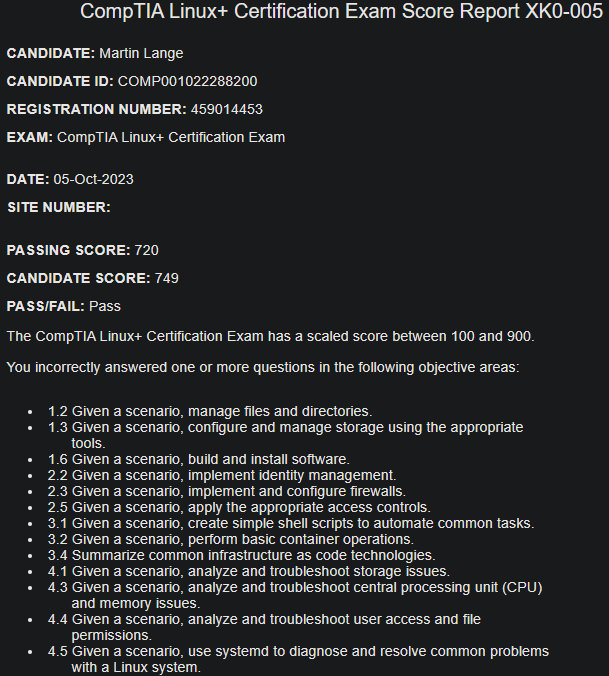 CompTIA Linux+ Certification Exam Score Report XK0-005
CANDIDATE: Martin Lange
CANDIDATE ID: COMP001022288200
REGISTRATION NUMBER: 459014453
EXAM: CompTIA Linux+ Certification Exam
DATE: 05-Oct-2023
SITE NUMBER:
PASSING SCORE: 720
CANDIDATE SCORE: 749
PASS/FAIL: Pass
The CompTIA Linux+ Certification Exam has a scaled score between 100 and 900.
You incorrectly answered one or more questions in the following objective areas:
• 1.2 Given a scenario, manage files and directories.
• 1.3 Given a scenario, configure and manage storage using the appropriate
tools.
• 1.6 Given a scenario, build and install software.
• 2.2 Given a scenario, implement identity management.
• 2.3 Given a scenario, implement and configure firewalls.
• 2.5 Given a scenario, apply the appropriate access controls.
• 3.1 Given a scenario, create simple shell scripts to automate common tasks.
• 3.2 Given a scenario, perform basic container operations.
• 3.4 Summarize common infrastructure as code technologies.
• 4.1 Given a scenario, analyze and troubleshoot storage issues.
• 4.3 Given a scenario, analyze and troubleshoot central processing unit (CPU)
and memory issues.
• 4.4 Given a scenario, analyze and troubleshoot user access and file
permissions.
• 4.5 Given a scenario, use systemd to diagnose and resolve common problems
with a Linux system.